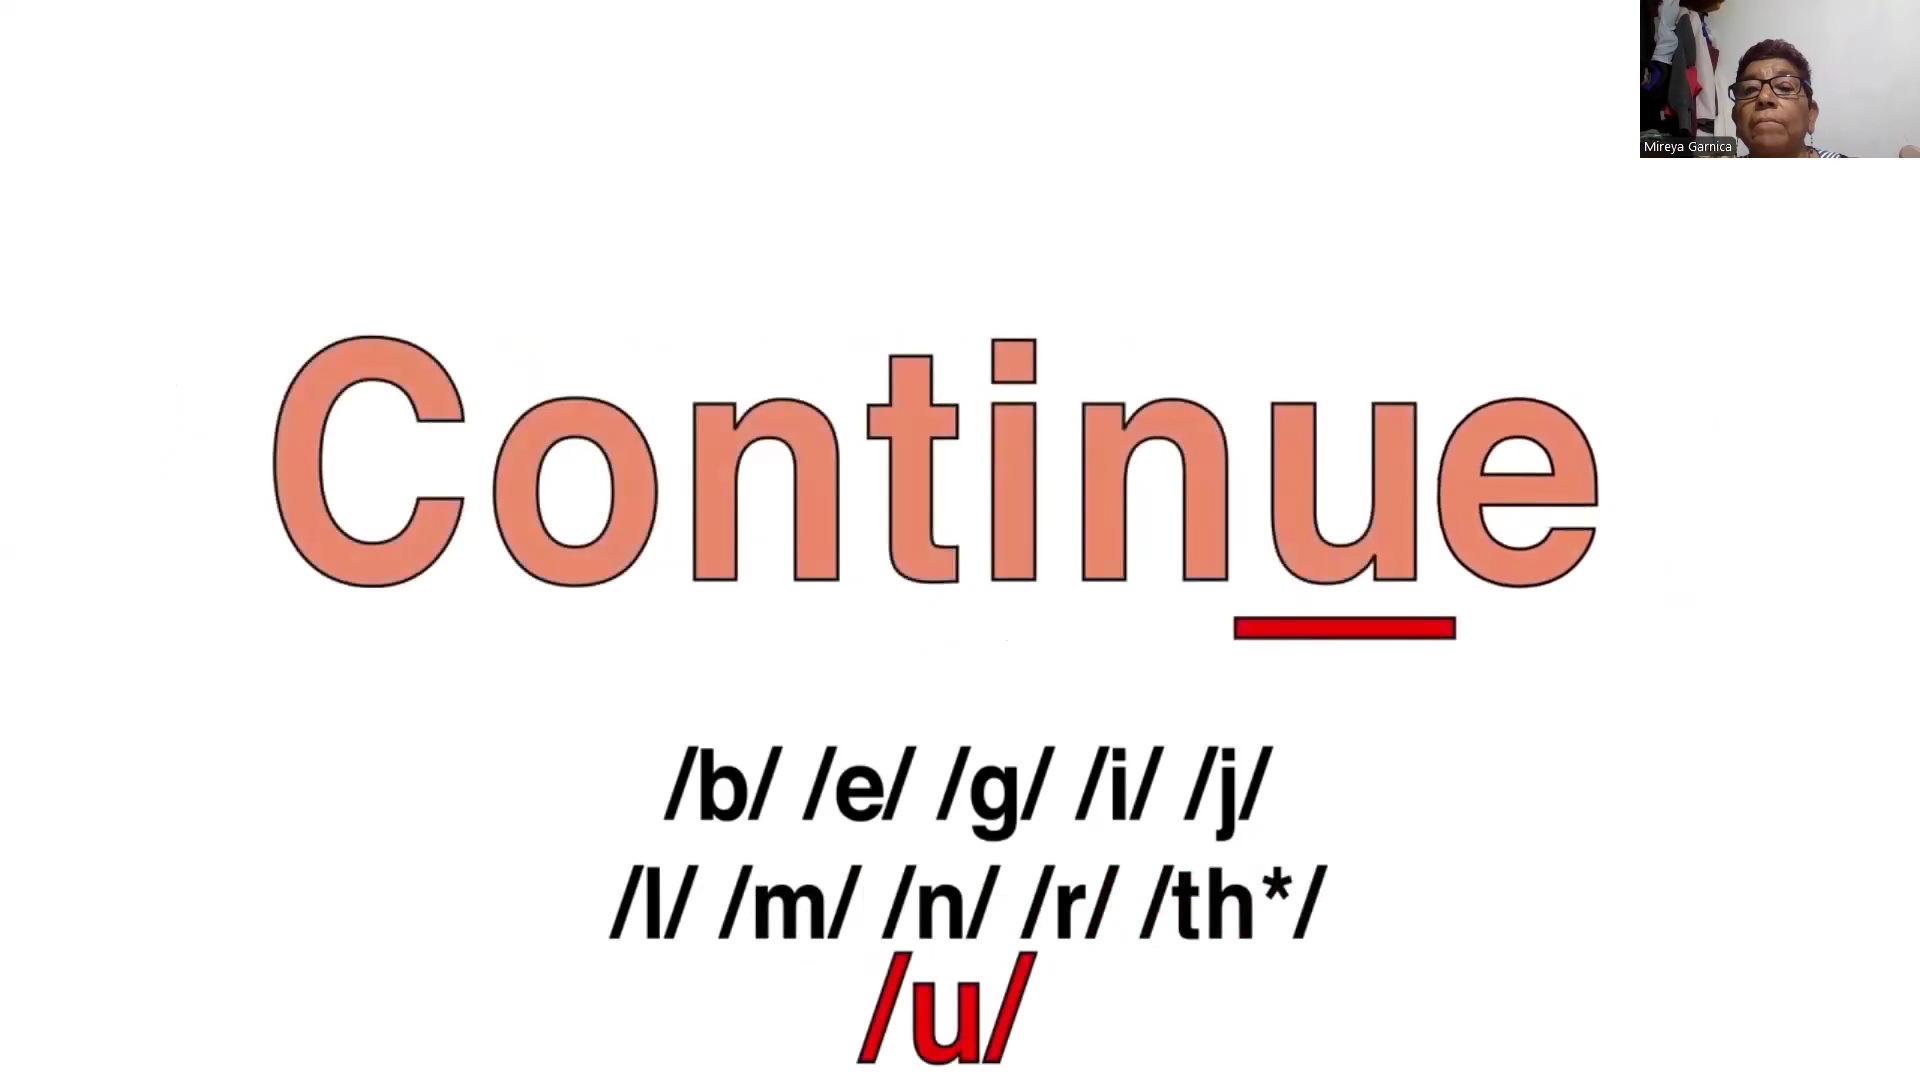 Mireya Garnica
Continue
/b/ /e/ /g/ /i/ /j/
/l/ /m/ /n/ /r/ /th*/
/u/